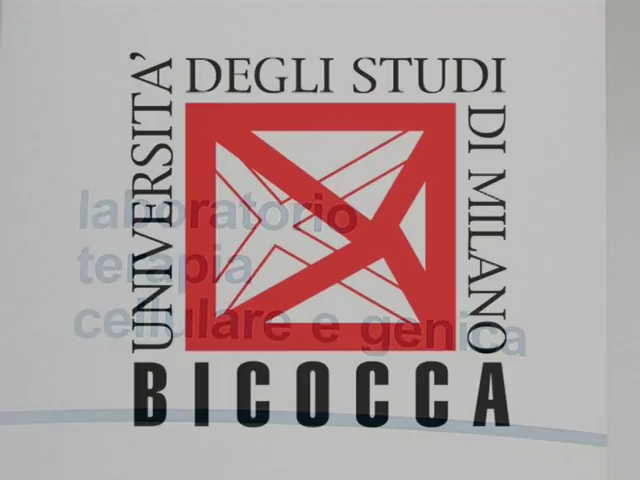 UNIVERSITA'
DEGLI STUDI
DI MILANO
BICOCCA
laboratorio
terapia
cellulare e genica